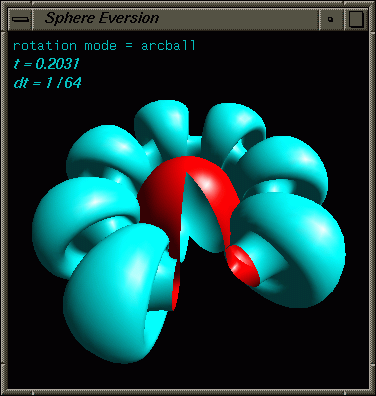 Sphere Eversion
rotation mode = arcball
t = 0.2031
dt = 1 / 64